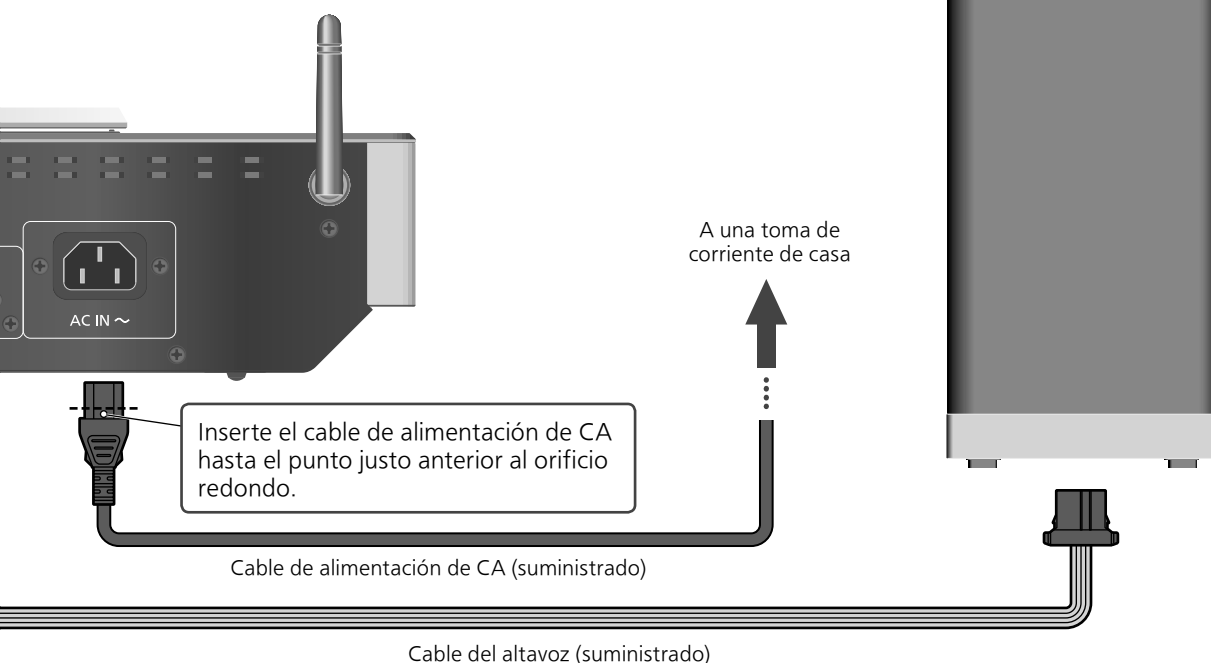 A una toma de
corriente de casa
AC IN ~
Inserte el cable de alimentación de CA
hasta el punto justo anterior al orificio
redondo.
Cable de alimentación de CA (suministrado)
Cable del altavoz (suministrado)